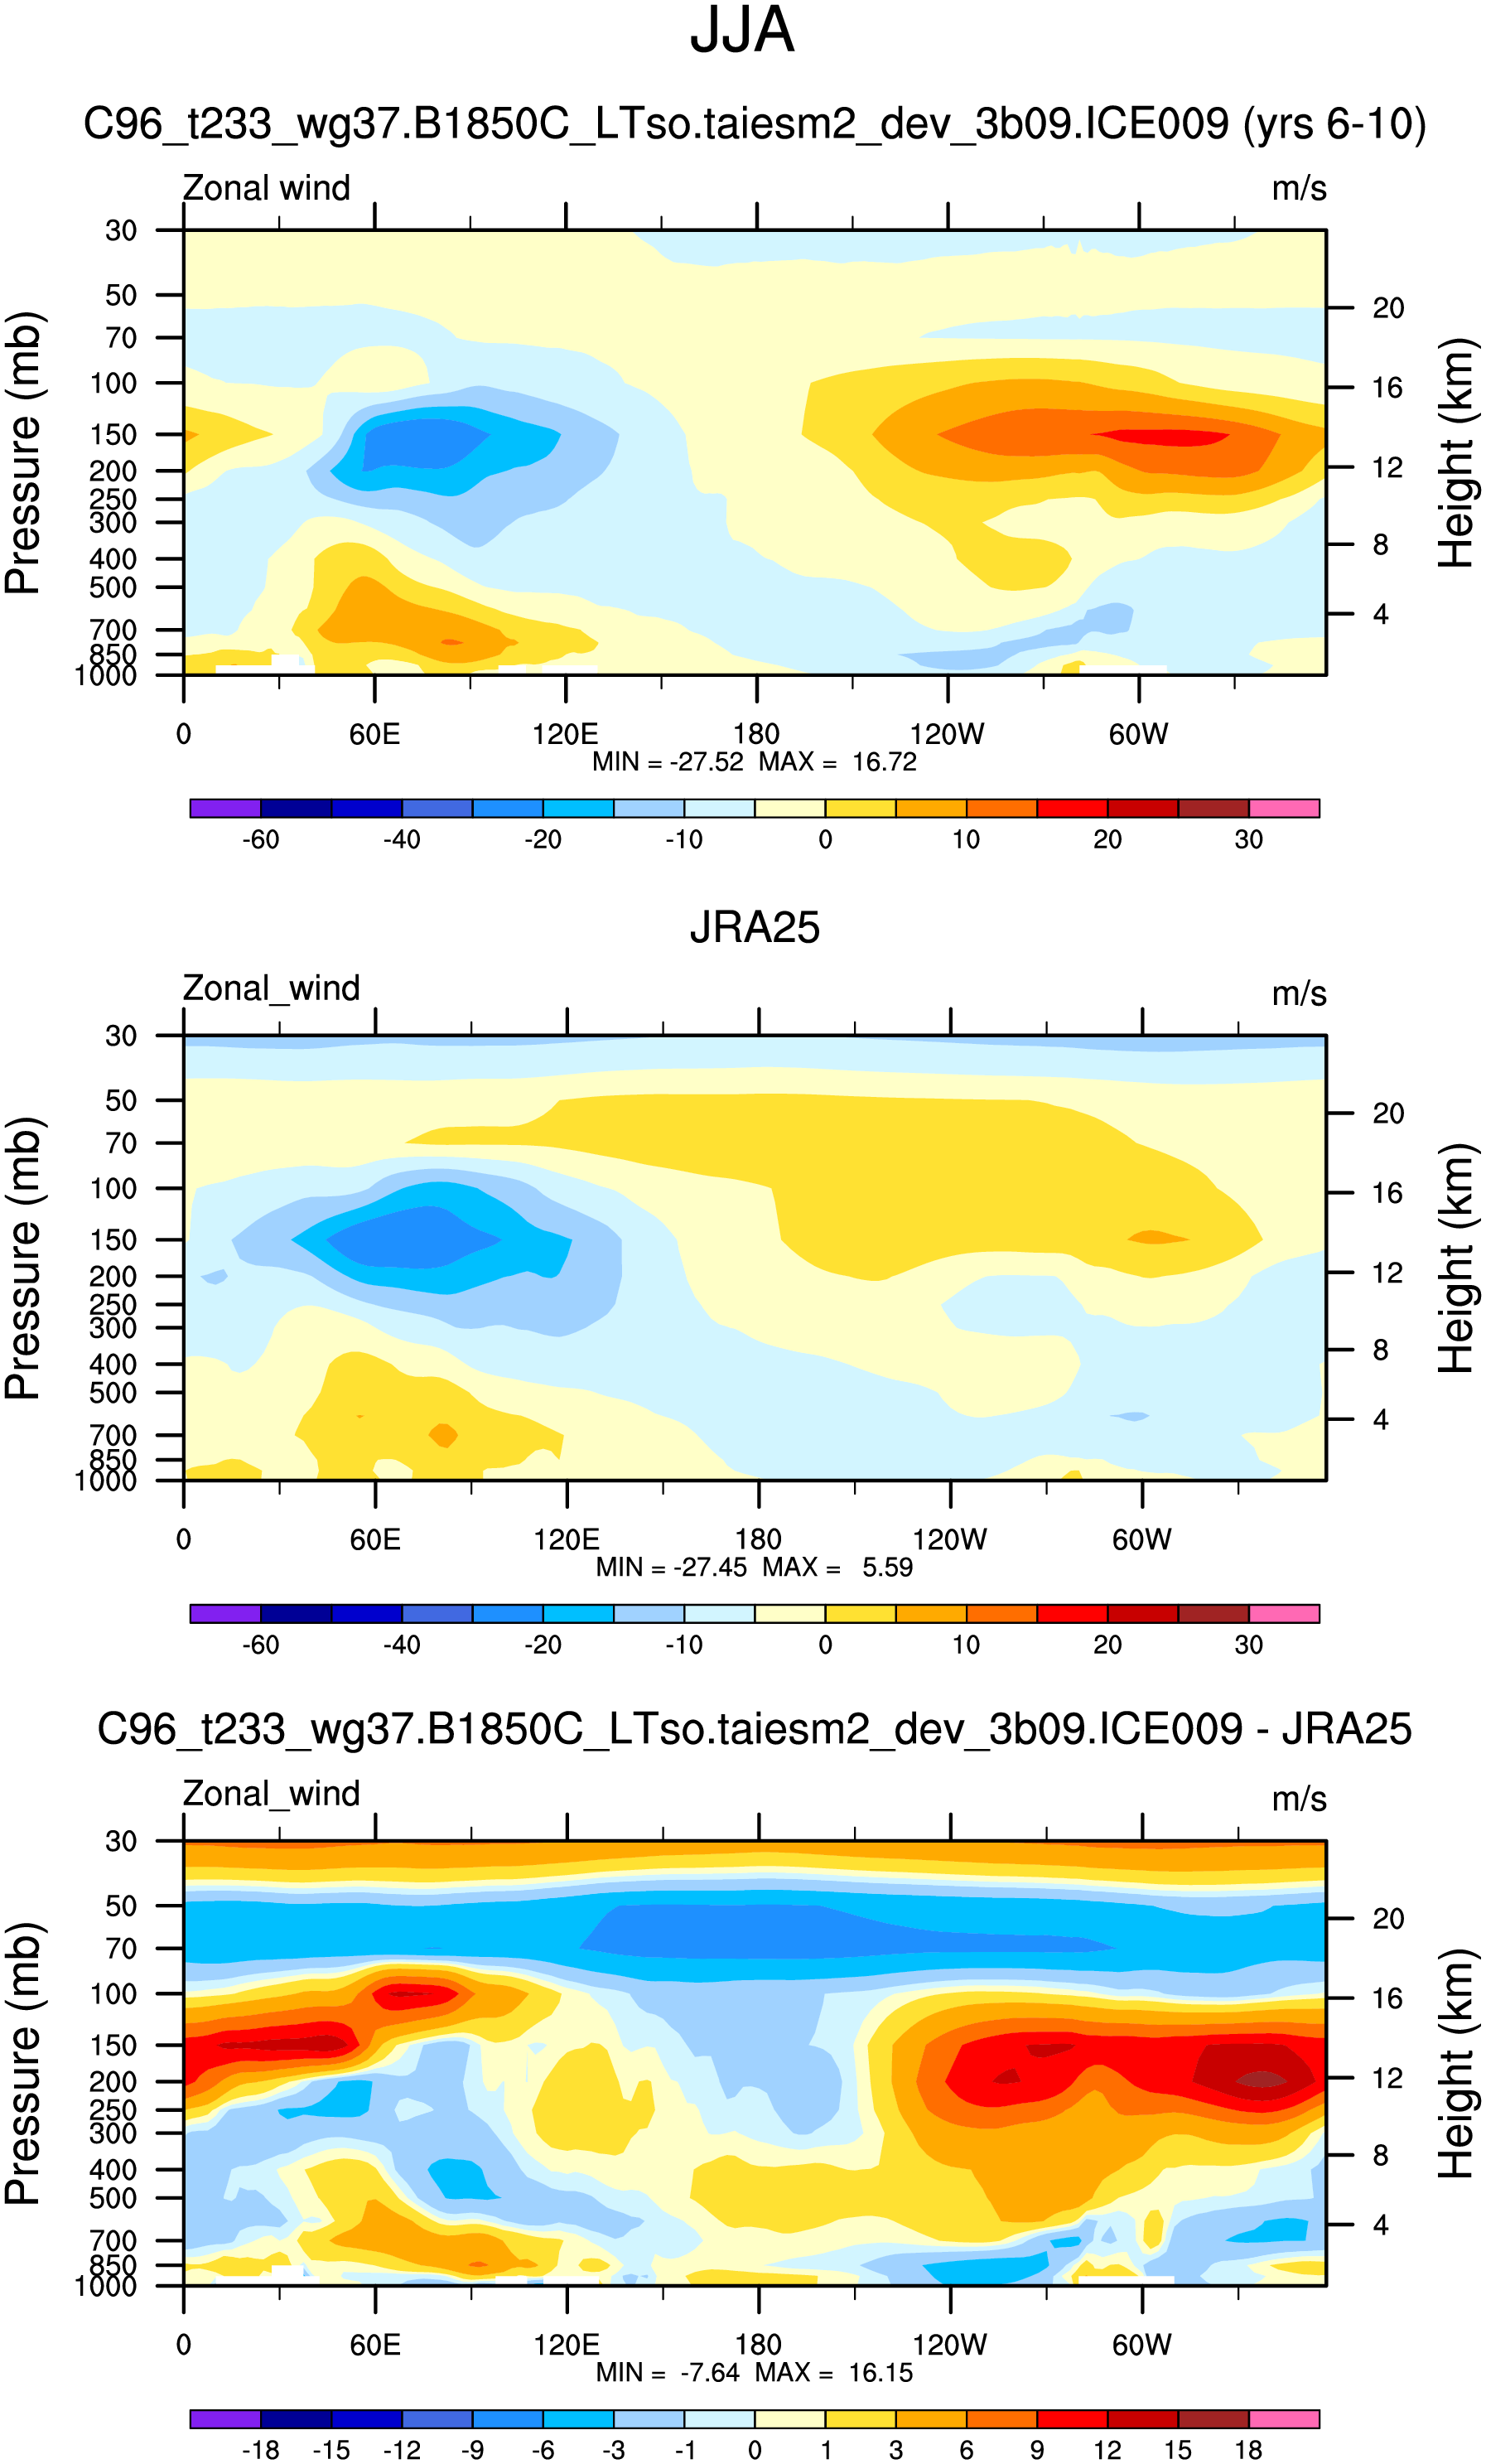 JJA
C96_t233_wg37.B1850C_LTso.taiesm2_dev_3b09.ICE009 (yrs 6-10)
Zonal wind m/s
30
50
70
100
150
200
250
300
400
500
700
850
1000
Pressure (mb)
20
16
12
8
4
Height (km)
0 60E 120E 180 120W 60W
MIN = -27.52 MAX = 16.72
-60 -40 -20 -10 0 10 20 30
JRA25
Zonal_wind m/s
30
50
70
100
150
200
250
300
400
500
700
850
1000
Pressure (mb)
20
16
12
8
4
Height (km)
0 60E 120E 180 120W 60W
MIN = -27.45 MAX = 5.59
-60 -40 -20 -10 0 10 20 30
C96_t233_wg37.B1850C_LTso.taiesm2_dev_3b09.ICE009 - JRA25
Zonal_wind m/s
30
50
70
100
150
200
250
300
400
500
700
850
1000
Pressure (mb)
20
16
12
8
4
Height (km)
0 60E 120E 180 120W 60W
MIN = -7.64 MAX = 16.15
-18 -15 -12 -9 -6 -3 -1 0 1 3 6 9 12 15 18